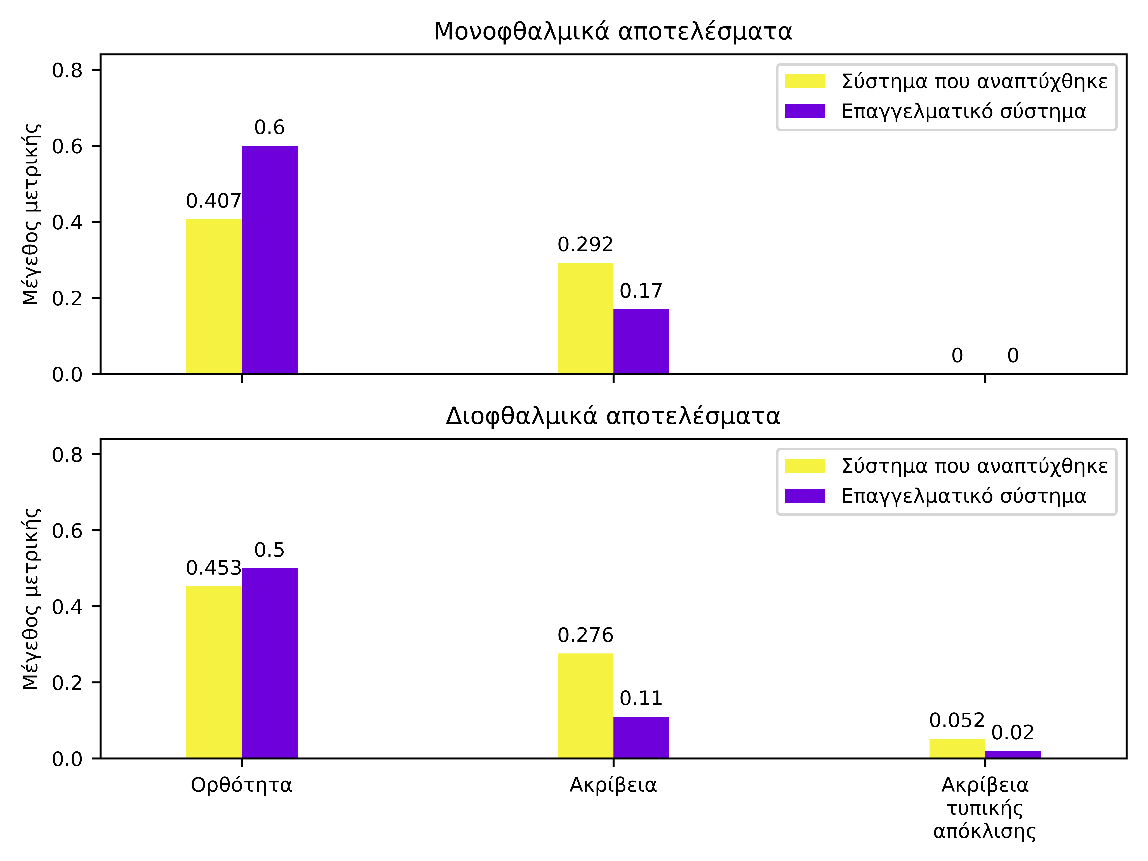 Μονοφθαλμικά αποτελέσματα
Μέγεθος μετρικής
0.8
0.6
0.4
0.2
0.0
Σύστημα που αναπτύχθηκε
Επαγγελματικό σύστημα
0.407
0.6
0.292
0.17
0
0
Διοφθαλμικά αποτελέσματα
Μέγεθος μετρικής
0.8
0.6
0.4
0.2
0.0
Σύστημα που αναπτύχθηκε
Επαγγελματικό σύστημα
0.453
0.5
0.276
0.11
0.052
0.02
Ορθότητα
Ακρίβεια
Ακρίβεια
τυπικής
απόκλισης